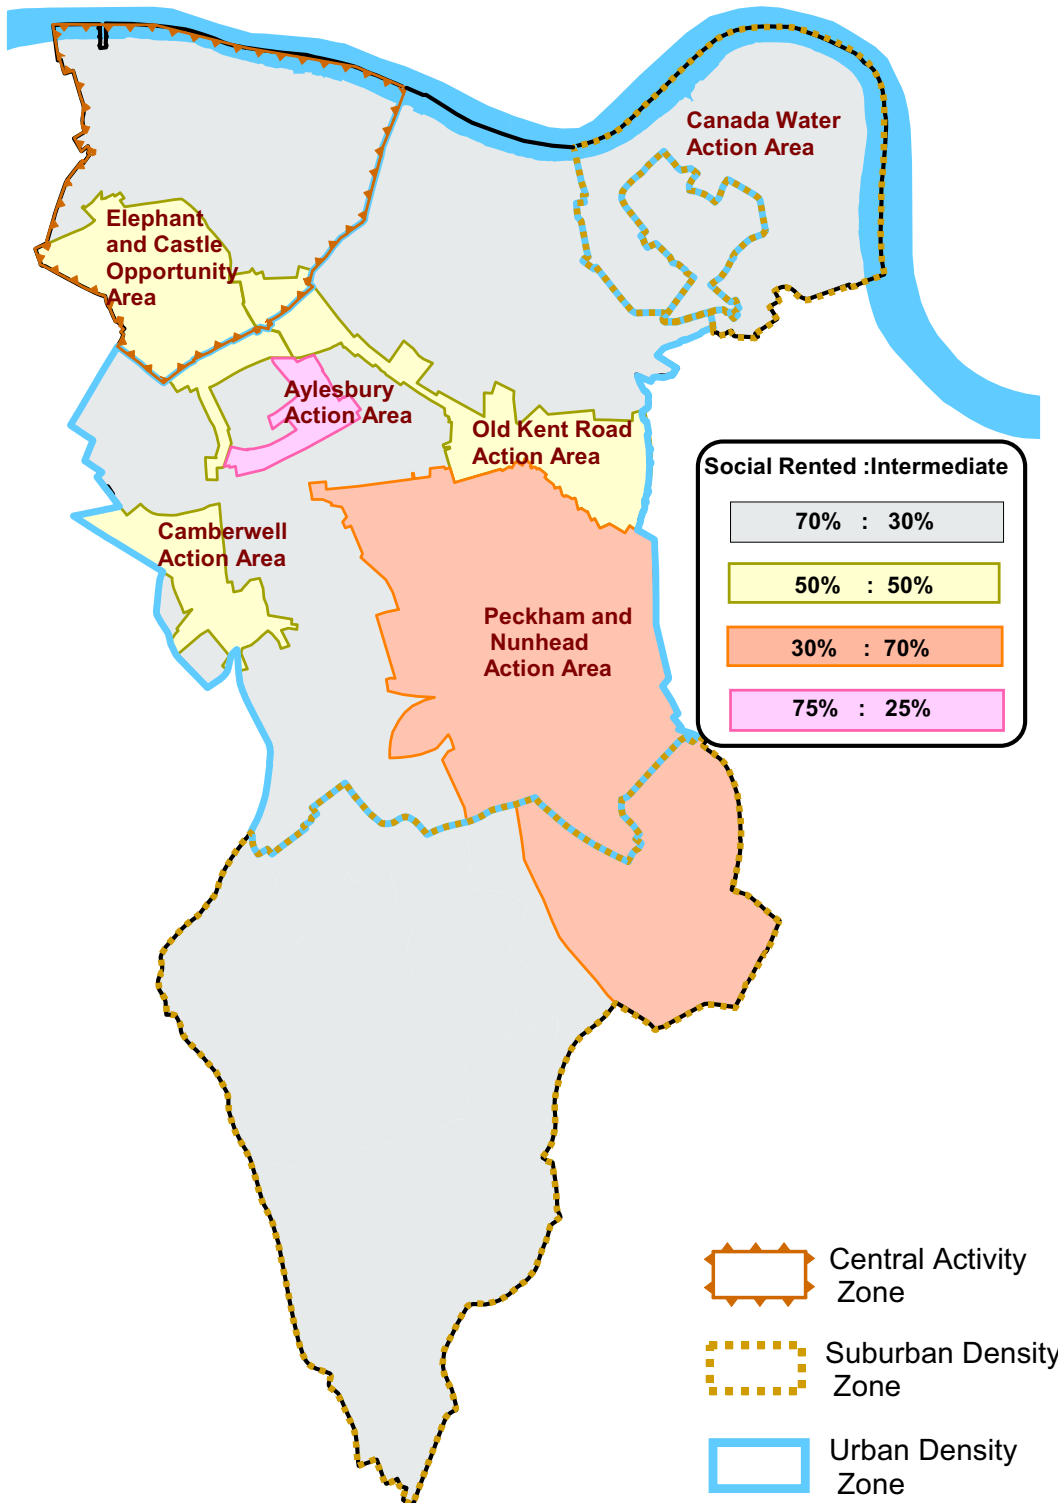 Canada Water
Action Area
Elephant
and Castle
Opportunity
Area
Aylesbury
Action Area
Old Kent Road
Action Area
Camberwell
Action Area
Peckham and
Nunhead
Action Area
Social Rented :Intermediate
70% : 30%
50% : 50%
30% : 70%
75% : 25%
Central Activity
Zone
Suburban Density
Zone
Urban Density
Zone